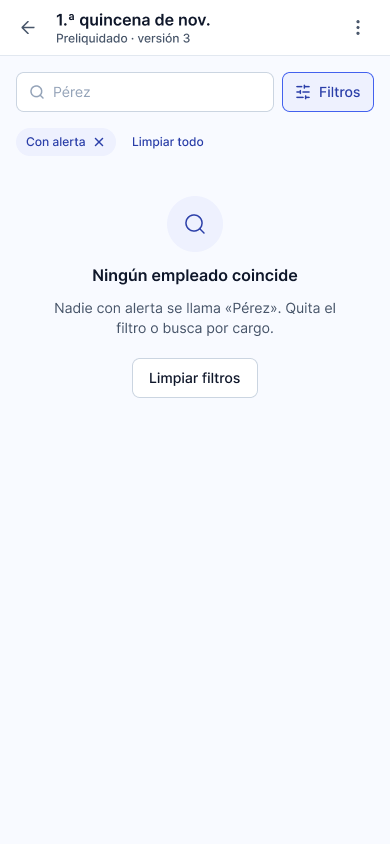 1.ª quincena de nov.
Preliquidado · versión 3
Pérez
Filtros
Con alerta
Limpiar todo
Ningún empleado coincide
Nadie con alerta se llama «Pérez». Quita el
filtro o busca por cargo.
Limpiar filtros